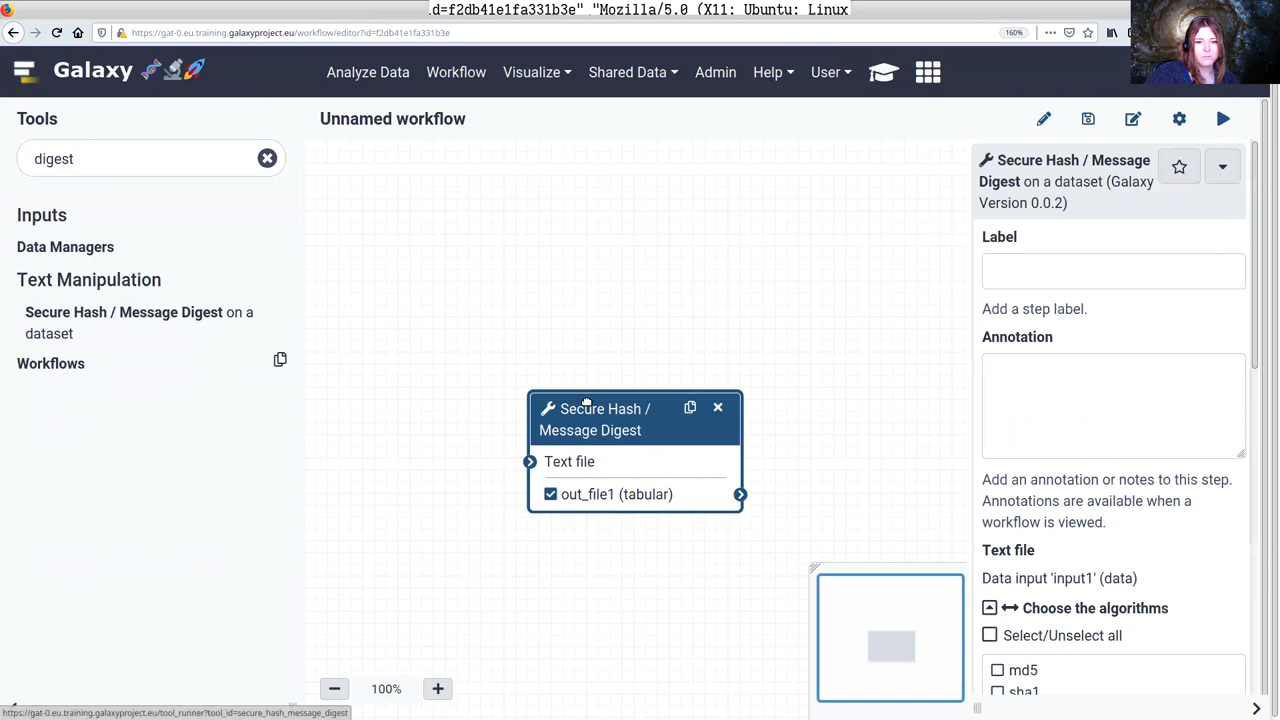 .d=f2db41e1fa331b3e" "Mozilla/5.0 (X11: Ubuntu: Linux
https://gat-0.eu.training.galaxyproject.eu/workflow/editor?id=f2db41e1fa331b3e
160%
Galaxy
Analyze Data
Workflow
Visualize
Shared Data
Admin
Help
User
Tools
digest
Inputs
Data Managers
Text Manipulation
Secure Hash / Message Digest on a
dataset
Workflows
Unnamed workflow
Secure Hash /
Message Digest
Text file
out_file1 (tabular)
100%
Secure Hash / Message
Digest on a dataset (Galaxy
Version 0.0.2)
Label
Add a step label.
Annotation
Add an annotation or notes to this step.
Annotations are available when a
workflow is viewed.
Text file
Data input 'input1' (data)
Choose the algorithms
Select/Unselect all
md5
sha1
https://gat-0.eu.training.galaxyproject.eu/tool_runner?tool_id=secure_hash_message_digest